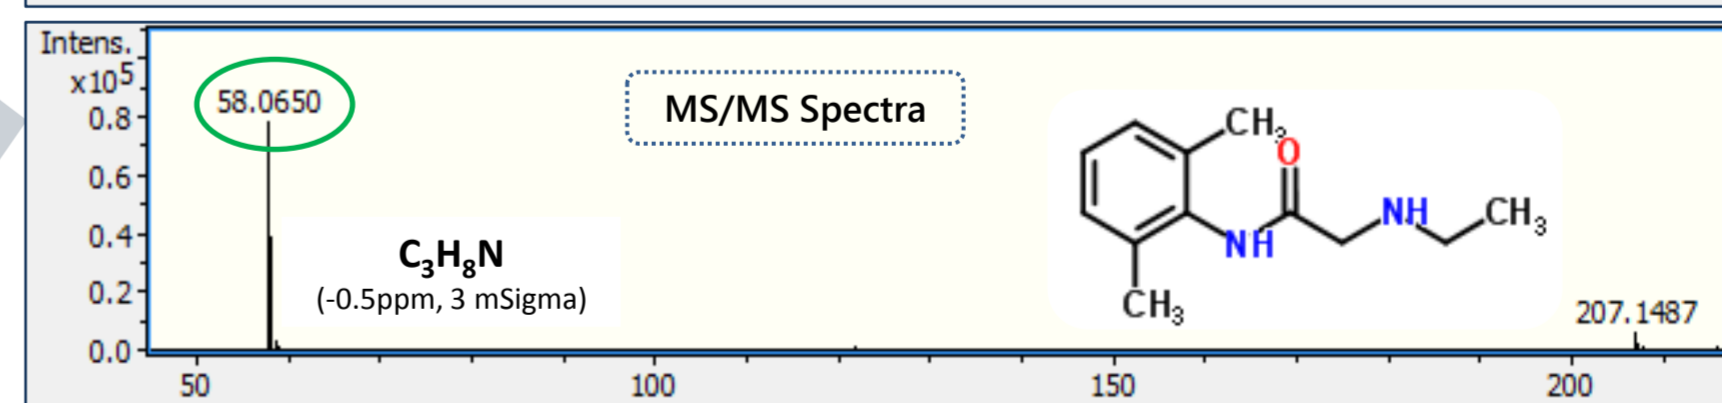 Intens.
x10⁵
58.0650
MS/MS Spectra
0.8
0.6
0.4
0.2
0.0
C₃H₈N
(-0.5ppm, 3 mSigma)
CH₃
O
NH
CH₃
NH
CH₃
207.1487
50
100
150
200